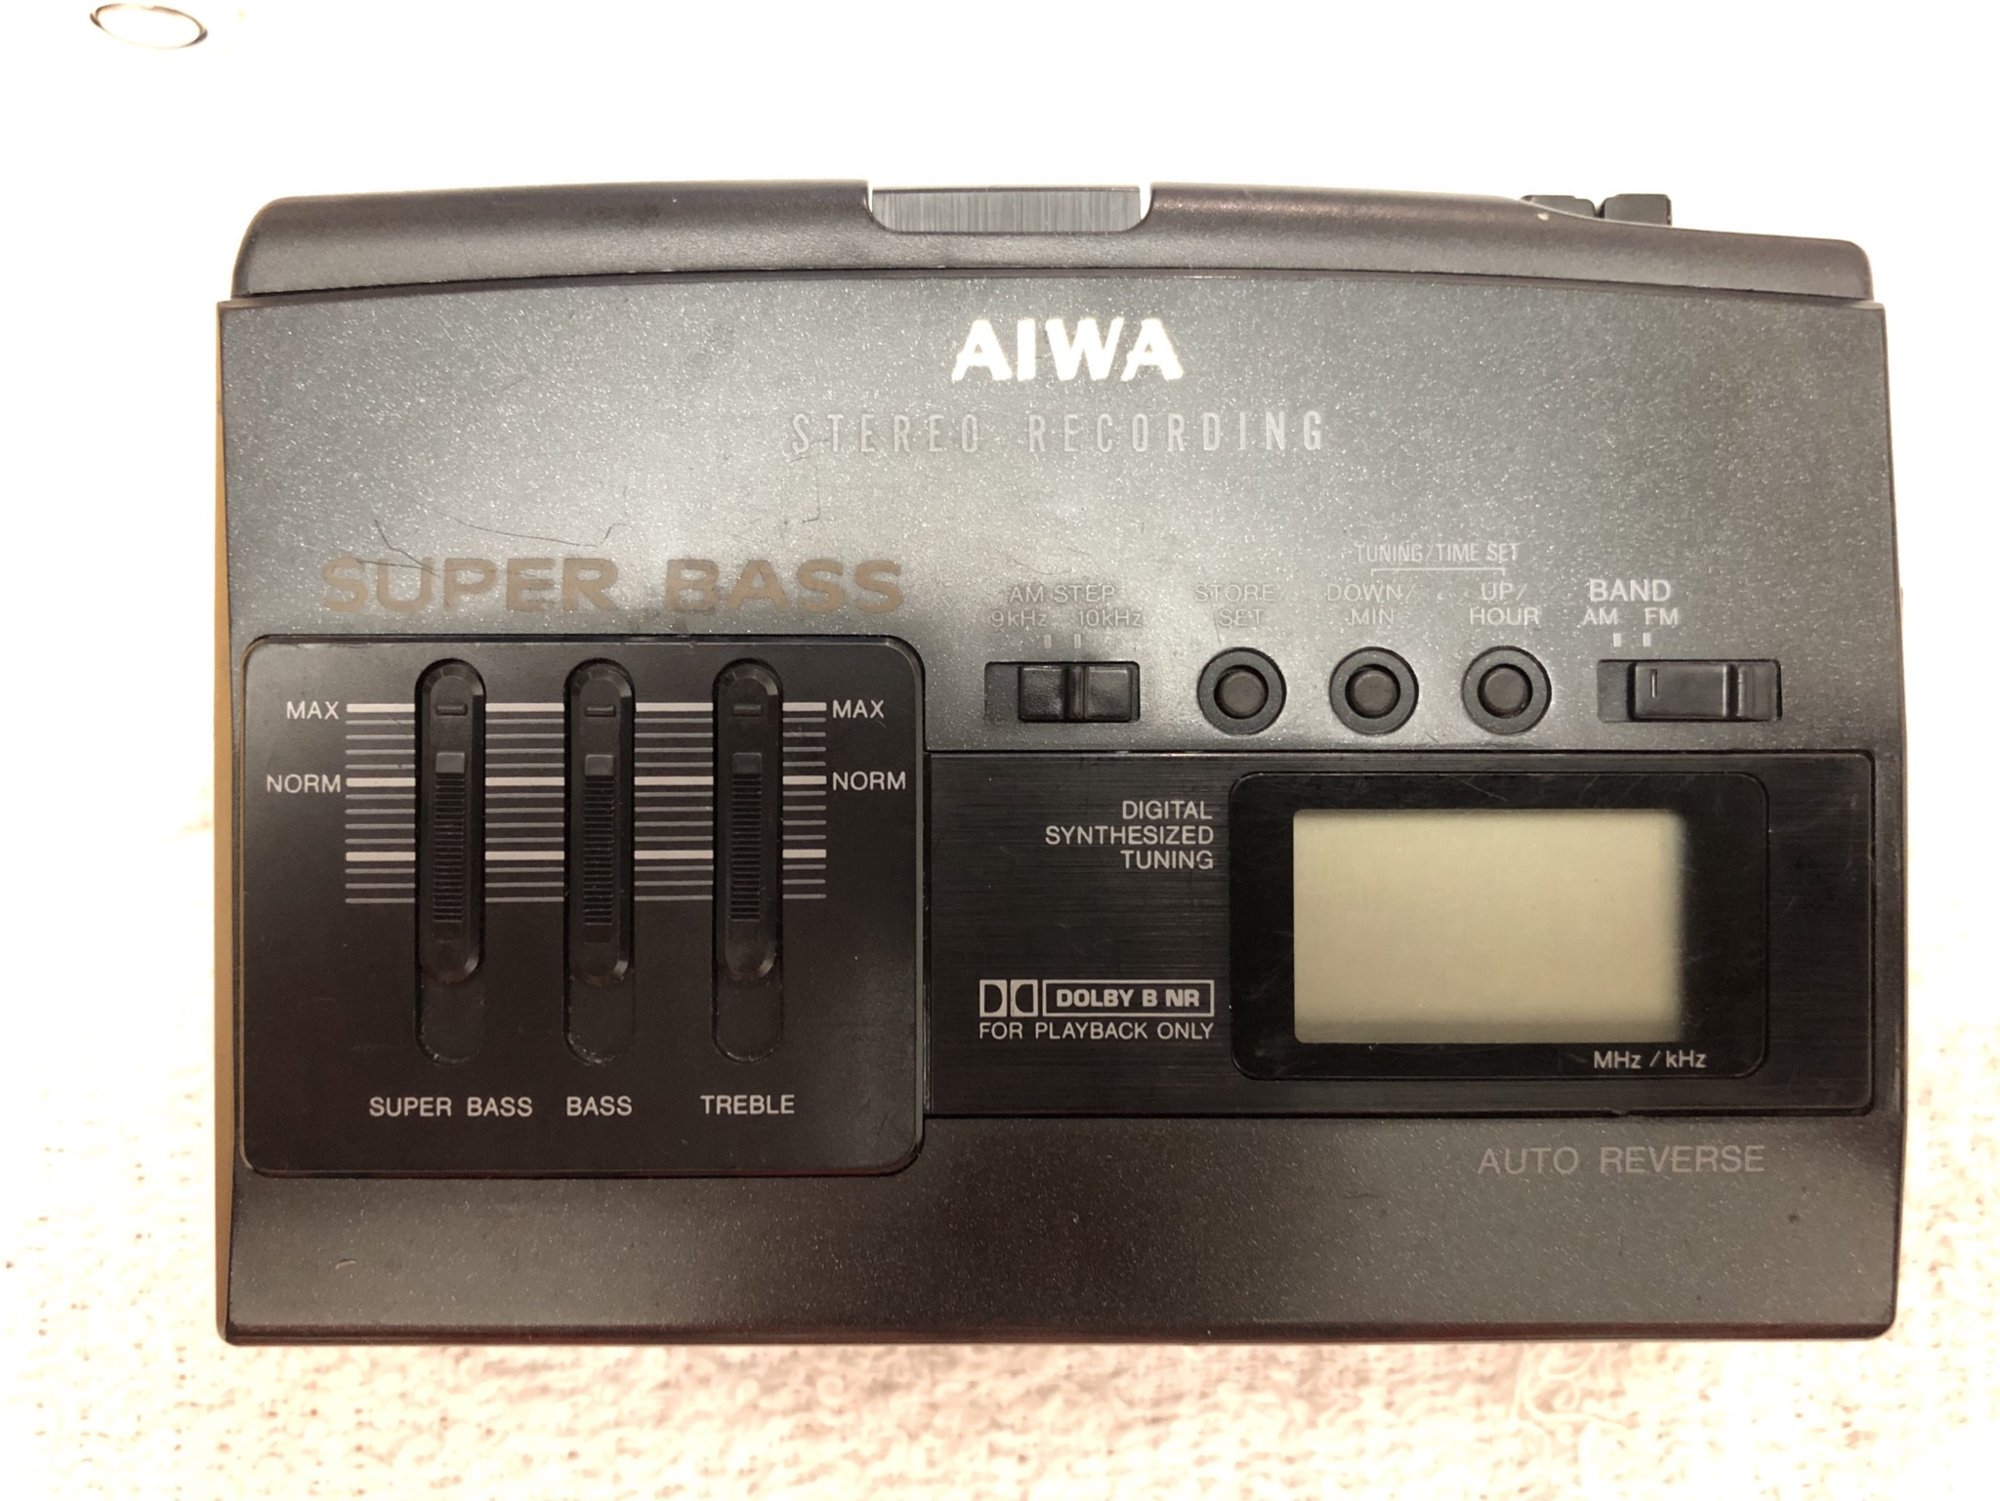 AIWA
STEREO RECORDING
SUPER BASS
TUNING/TIME SET
AM STEP
9kHz 10kHz
STORE/
SET
DOWN/
MIN
UP/
HOUR
BAND
AM FM
MAX MAX
NORM NORM
SUPER BASS BASS TREBLE
DIGITAL
SYNTHESIZED
TUNING
DOLBY B NR
FOR PLAYBACK ONLY
MHz / kHz
AUTO REVERSE